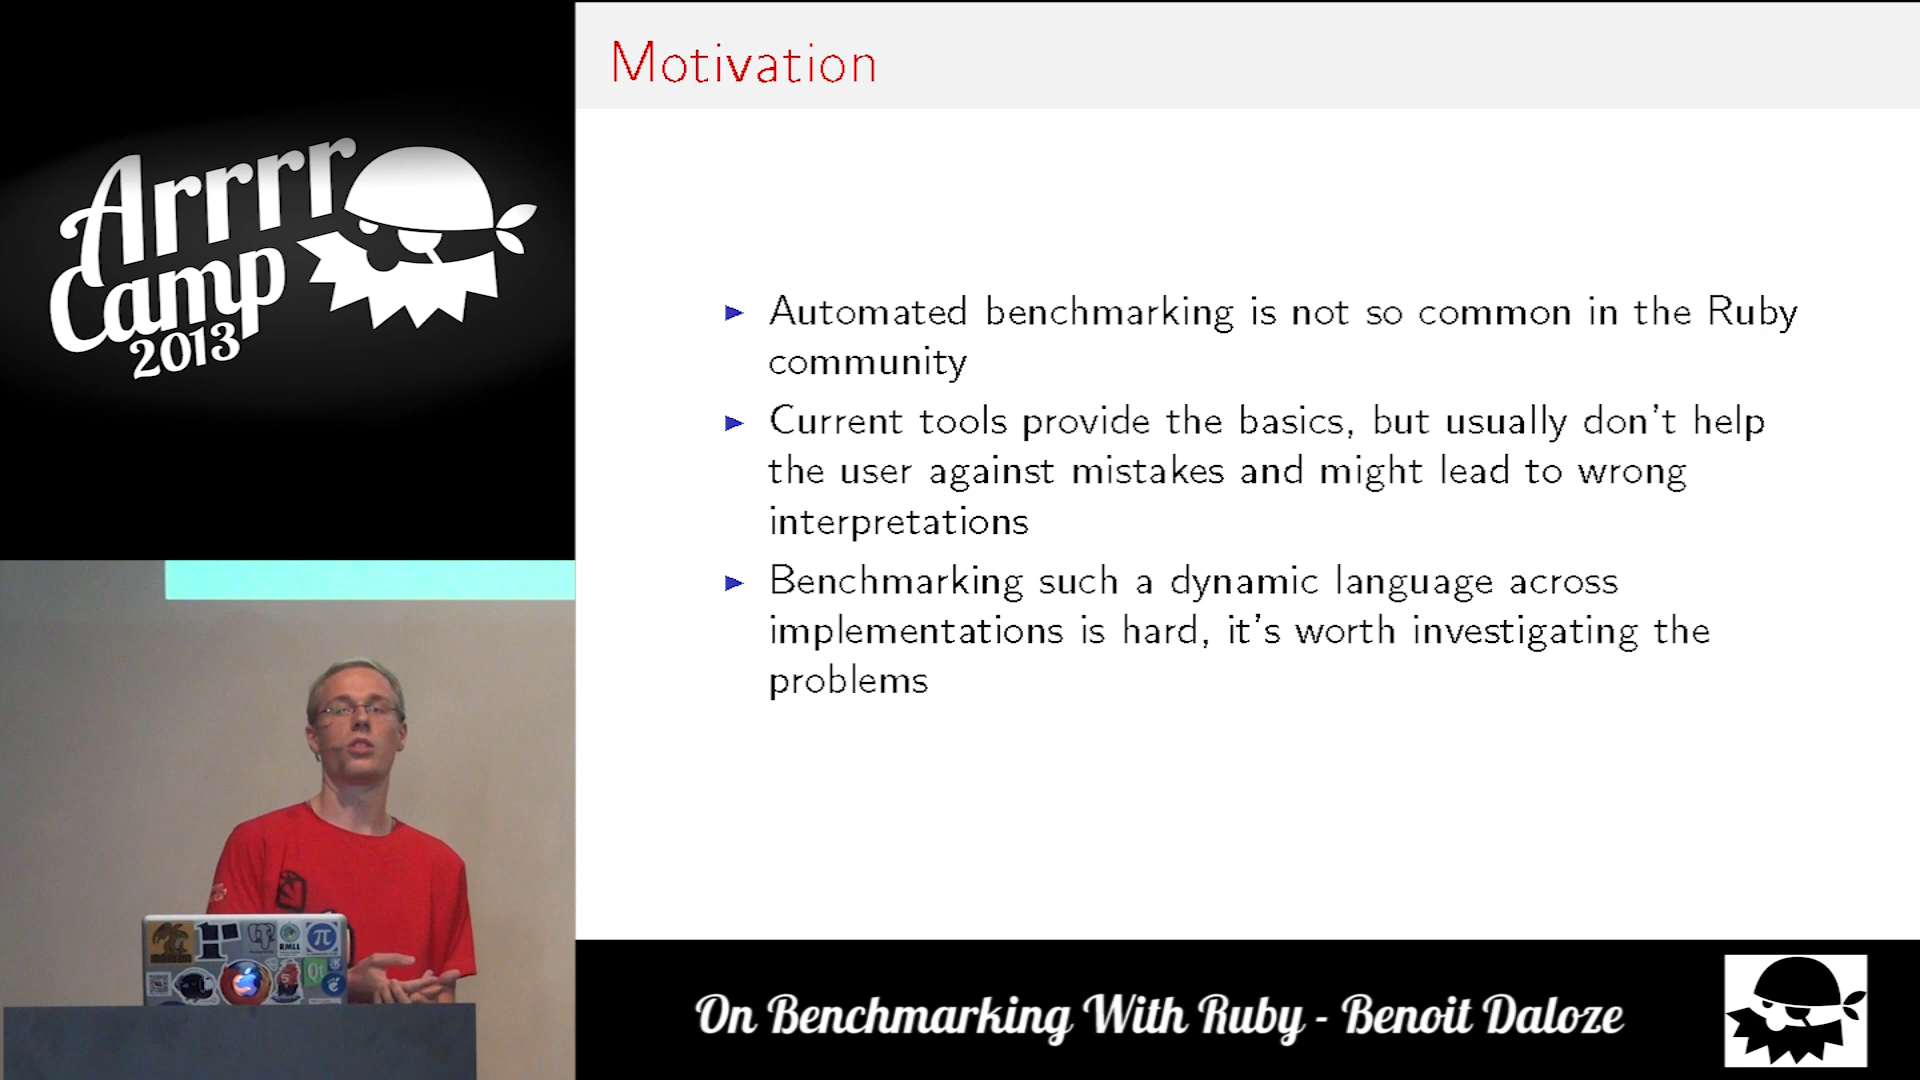 Arrrr
Camp
2013
Motivation
Automated benchmarking is not so common in the Ruby
community
Current tools provide the basics, but usually don't help
the user against mistakes and might lead to wrong
interpretations
Benchmarking such a dynamic language across
implementations is hard, it's worth investigating the
problems
RMLL
π
Qt
On Benchmarking With Ruby - Benoit Daloze